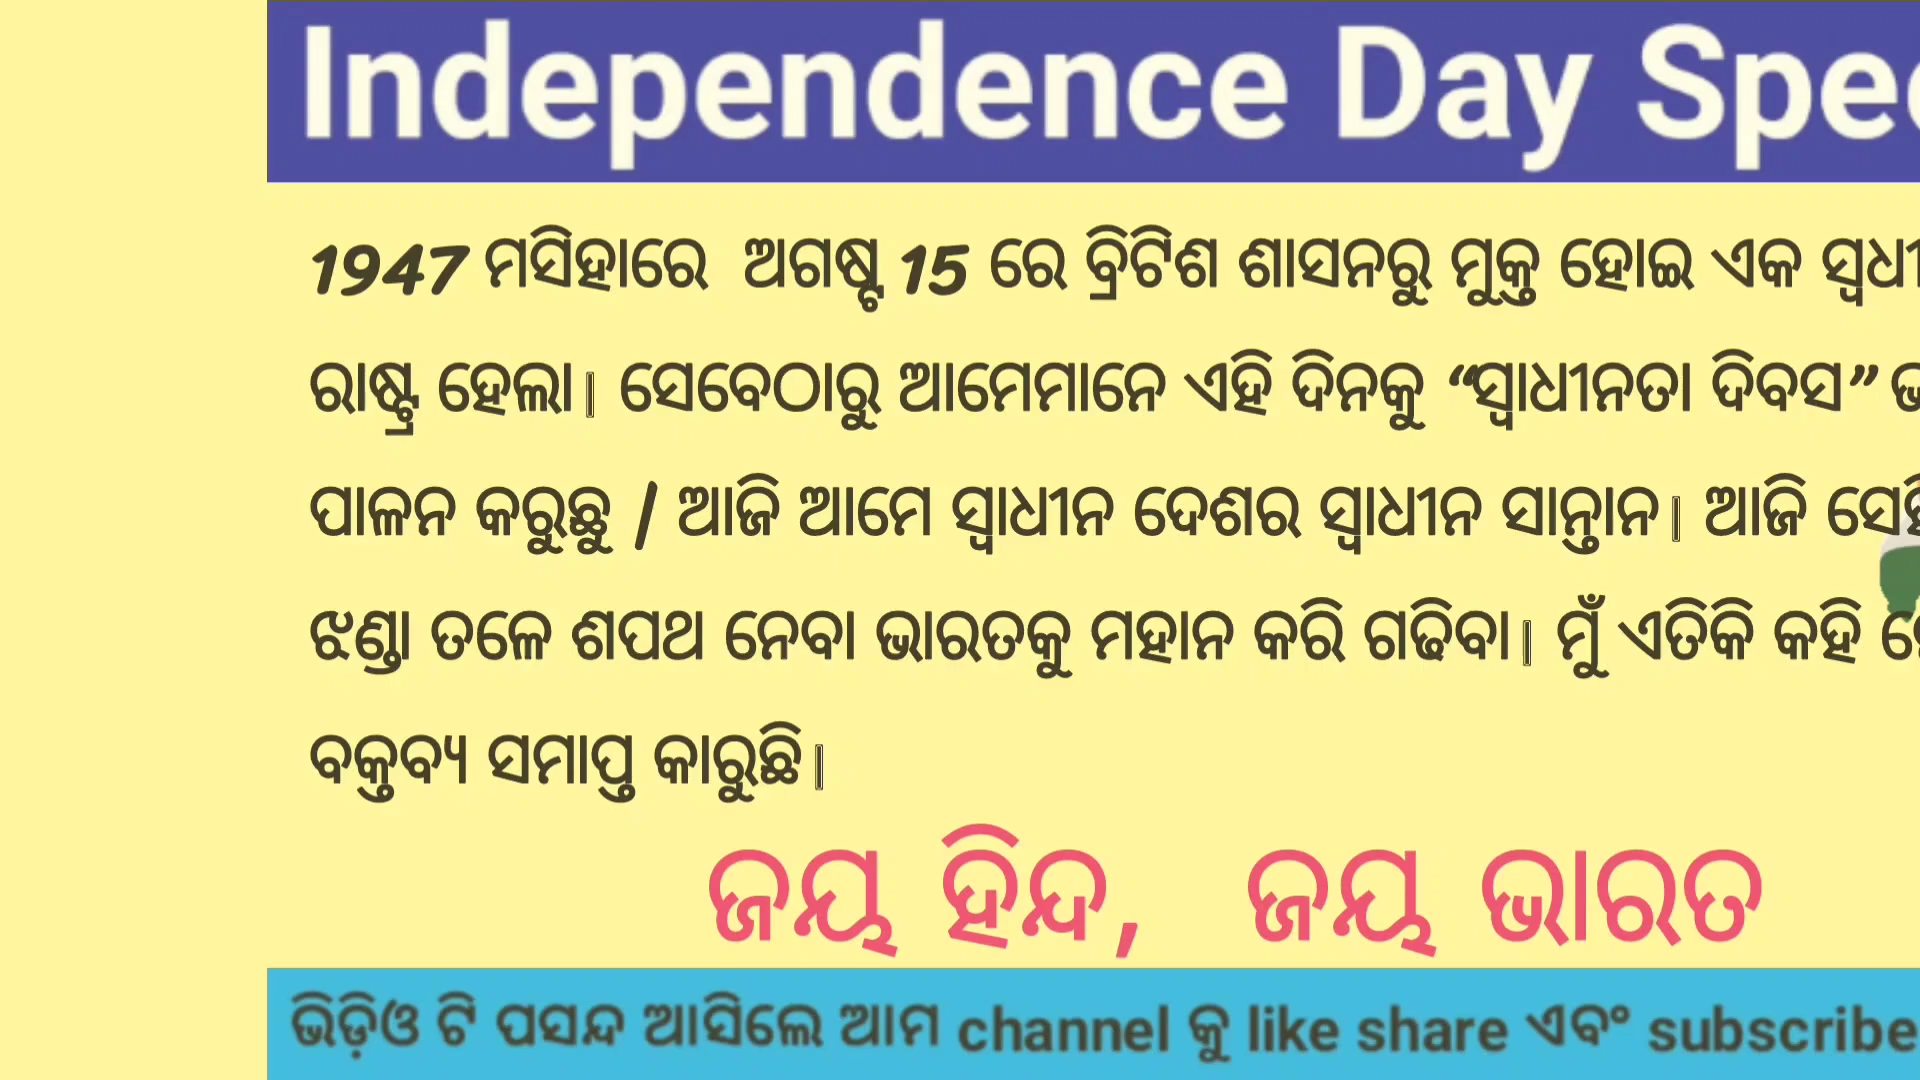 Independence Day
1947 ମସିହାରେ ଅଗଷ୍ଟ 15 ରେ ବ୍ରିଟିଶ ଶାସନରୁ ମୁକ୍ତ ହୋଇ ଏକ
ରାଷ୍ଟ୍ର ହେଲା| ସେବେଠାରୁ ଆମେମାନେ ଏହି ଦିନକୁ “ସ୍ୱାଧୀନତା ଦିବସ”
ପାଳନ କରୁଛୁ / ଆଜି ଆମେ ସ୍ୱାଧୀନ ଦେଶର ସ୍ୱାଧୀନ ସାନ୍ତାନ| ଆଜି
ଝଣ୍ଡା ତଳେ ଶପଥ ନେବା ଭାରତକୁ ମହାନ କରି ଗଢିବା| ମୁଁ ଏତିକି କହି
ବକ୍ତବ୍ୟ ସମାପ୍ତ କାରୁଛି|
ଜୟ ହିନ୍ଦ, ଜୟ ଭାରତ
ଭିଡ଼ିଓ ଟି ପସନ୍ଦ ଆସିଲେ ଆମ channel କୁ like share ଏବଂ subscribe